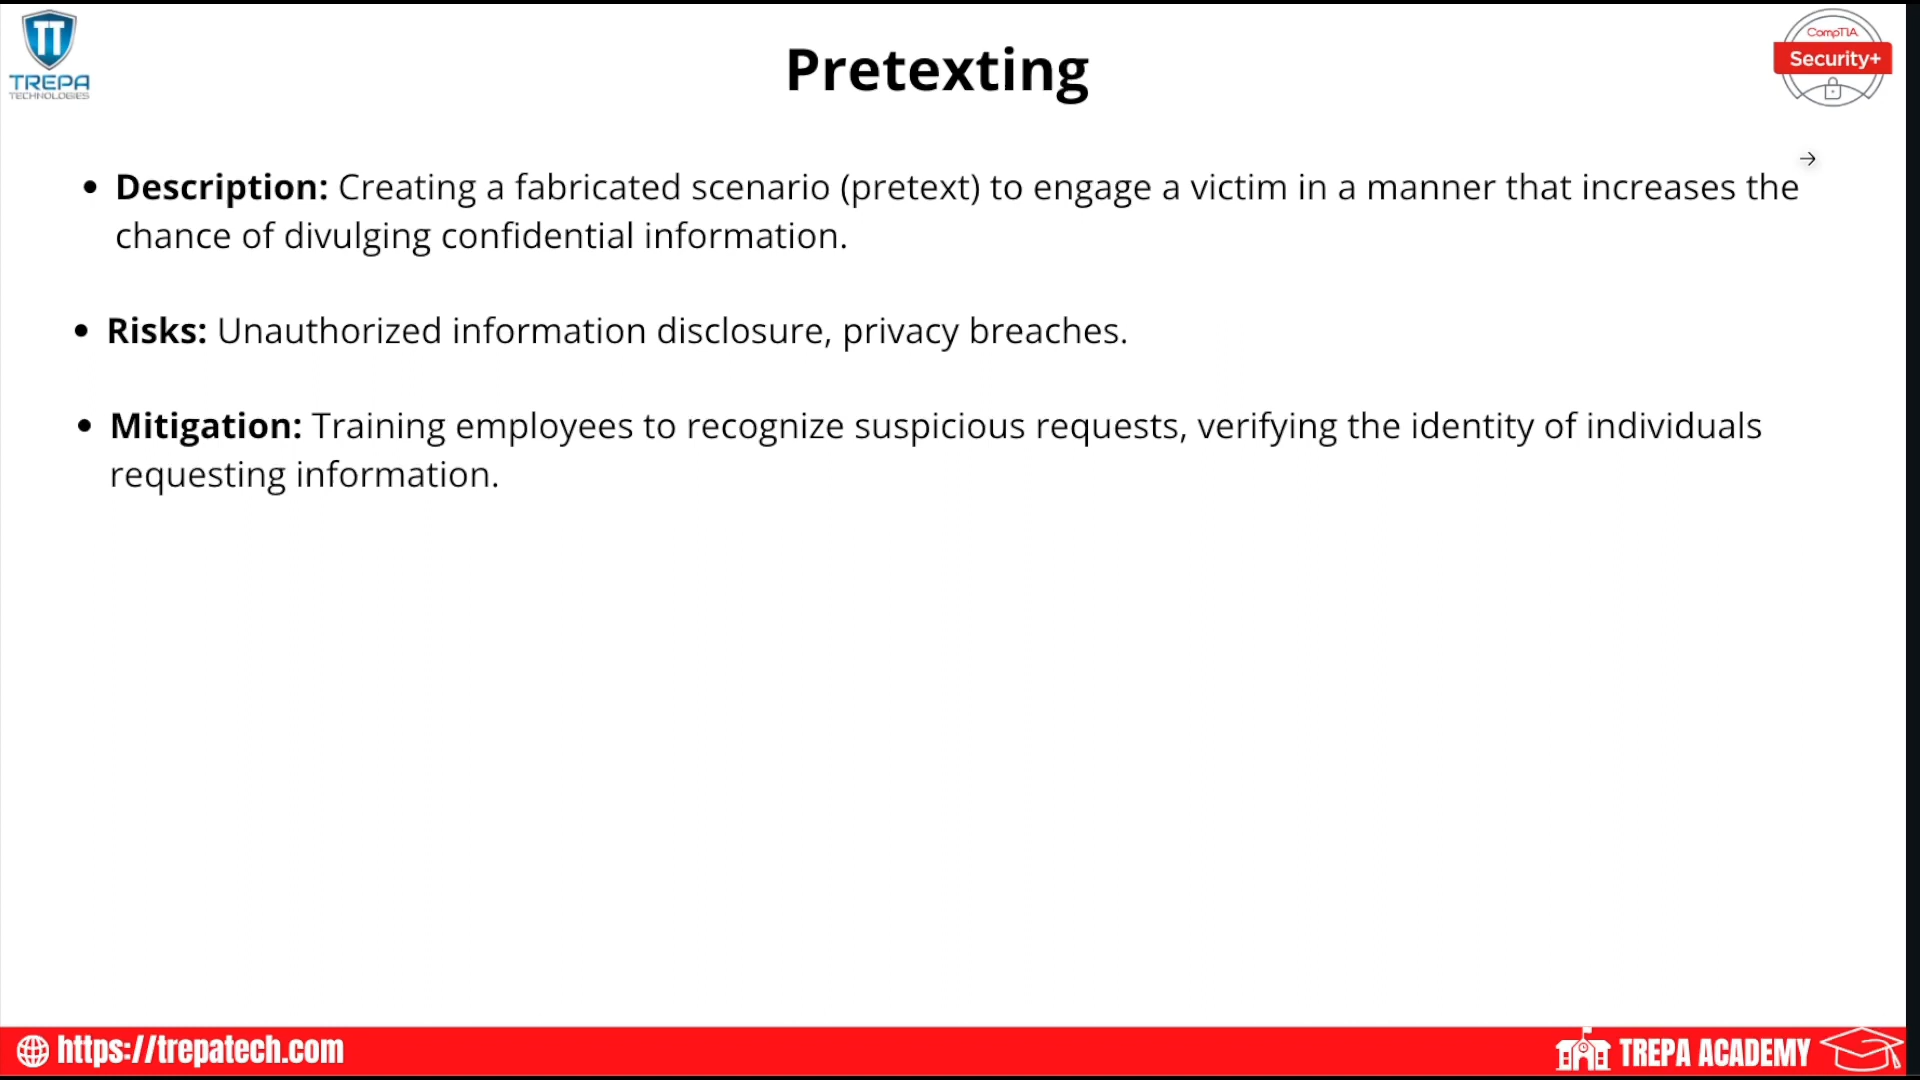 TT
TREPA
TECHNOLOGIES
Pretexting
CompTIA
Security+
• Description: Creating a fabricated scenario (pretext) to engage a victim in a manner that increases the
chance of divulging confidential information.
• Risks: Unauthorized information disclosure, privacy breaches.
• Mitigation: Training employees to recognize suspicious requests, verifying the identity of individuals
requesting information.
https://trepatech.com
TREPA ACADEMY